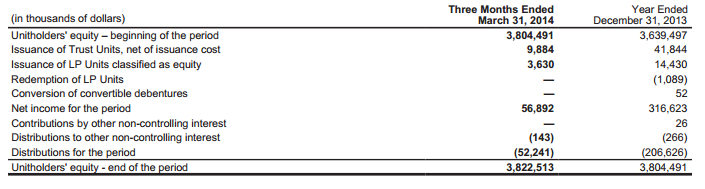 Three Months Ended Year Ended
(in thousands of dollars) March 31, 2014 December 31, 2013
Unitholders' equity – beginning of the period 3,804,491 3,639,497
Issuance of Trust Units, net of issuance cost 9,884 41,844
Issuance of LP Units classified as equity 3,630 14,430
Redemption of LP Units — (1,089)
Conversion of convertible debentures — 52
Net income for the period 56,892 316,623
Contributions by other non-controlling interest — 26
Distributions to other non-controlling interest (143) (266)
Distributions for the period (52,241) (206,626)
Unitholders' equity - end of the period 3,822,513 3,804,491